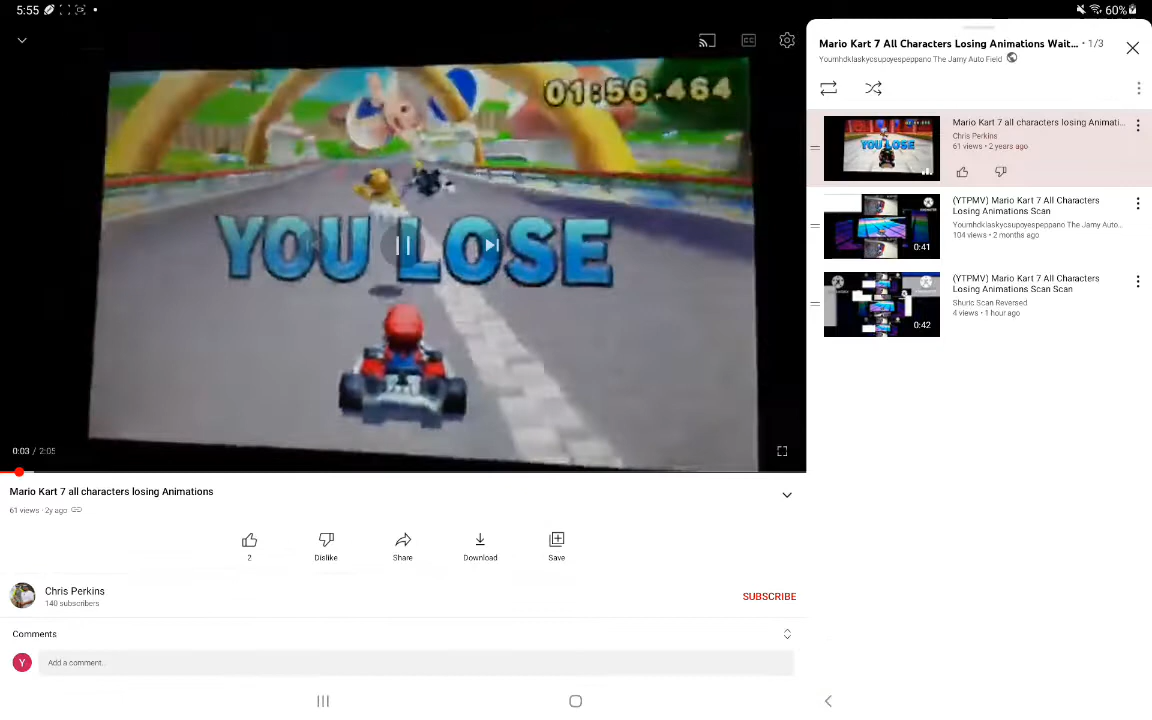 5:55
60%
01:56.464
YOU LOSE
0:03 / 2:05
Mario Kart 7 all characters losing Animations
61 views · 2y ago
2
Dislike
Share
Download
Save
Chris Perkins
140 subscribers
SUBSCRIBE
Comments
Y
Add a comment..
Mario Kart 7 All Characters Losing Animations Wait... · 1/3
Yournhdklaskycsupoyespeppano The Jamy Auto Field
YOU LOSE
Mario Kart 7 all characters losing Animati...
Chris Perkins
61 views · 2 years ago
0:41
(YTPMV) Mario Kart 7 All Characters
Losing Animations Scan
Yournhdklaskycsupoyespeppano The Jamy Auto...
104 views · 2 months ago
0:42
(YTPMV) Mario Kart 7 All Characters
Losing Animations Scan Scan
Shuric Scan Reversed
4 views · 1 hour ago